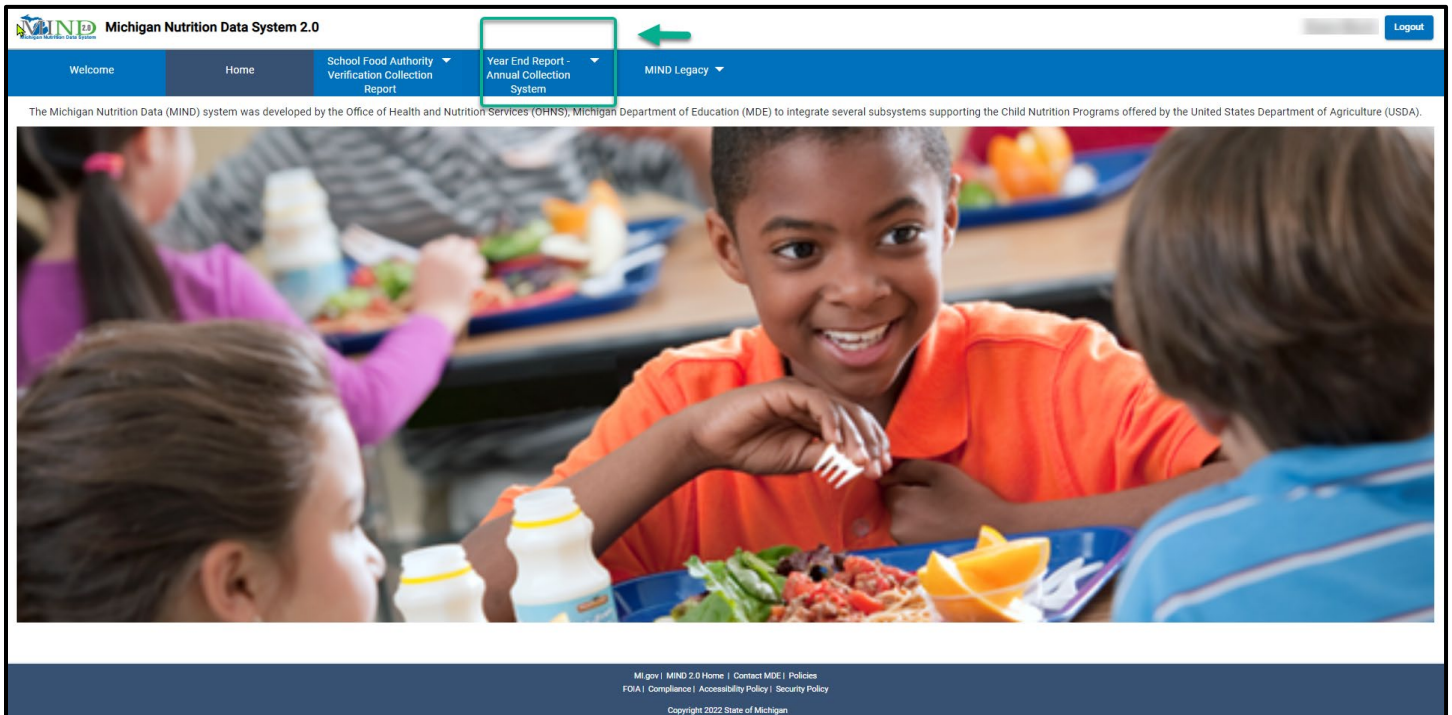 MIND 2.0
Michigan Nutrition Data System
Michigan Nutrition Data System 2.0
Logout
Welcome
Home
School Food Authority
Verification Collection
Report
Year End Report -
Annual Collection
System
MIND Legacy
The Michigan Nutrition Data (MIND) system was developed by the Office of Health and Nutrition Services (OHNS), Michigan Department of Education (MDE) to integrate several subsystems supporting the Child Nutrition Programs offered by the United States Department of Agriculture (USDA).
MI.gov | MIND 2.0 Home | Contact MDE | Policies
FOIA | Compliance | Accessibility Policy | Security Policy
Copyright 2022 State of Michigan